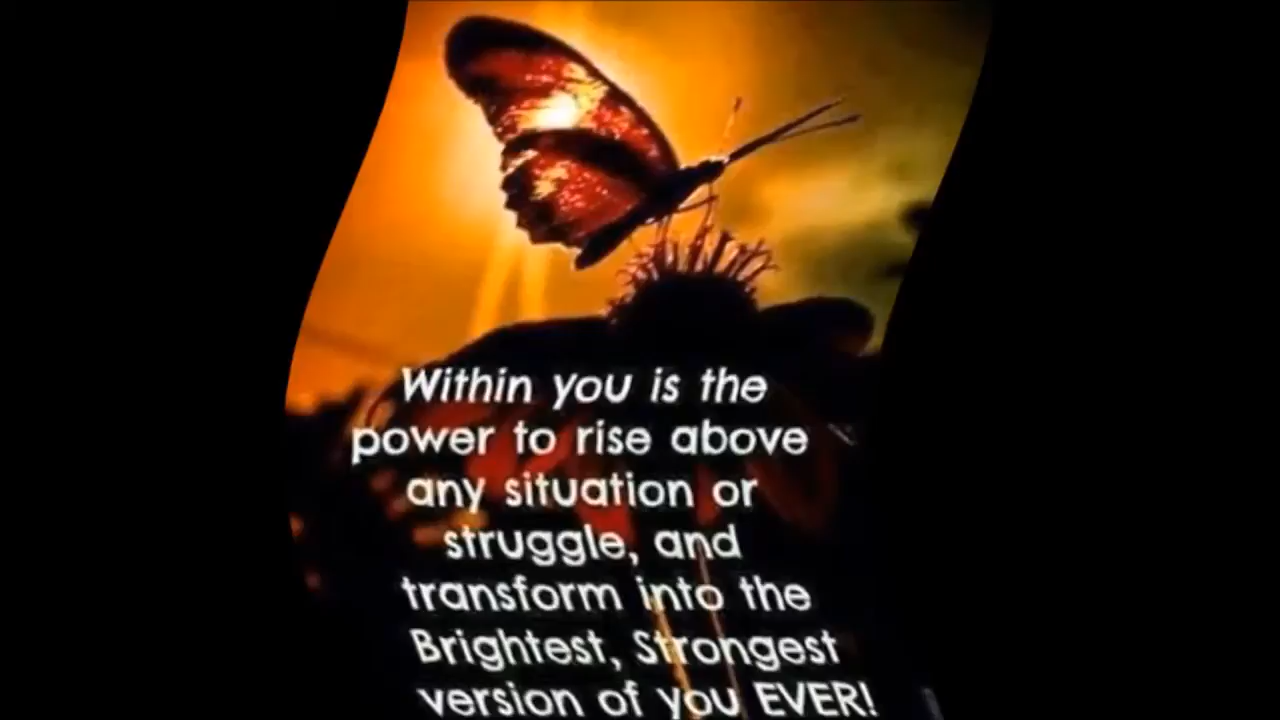 Within you is the
power to rise above
any situation or
struggle, and
transform into the
Brightest, Strongest
version of you EVER!